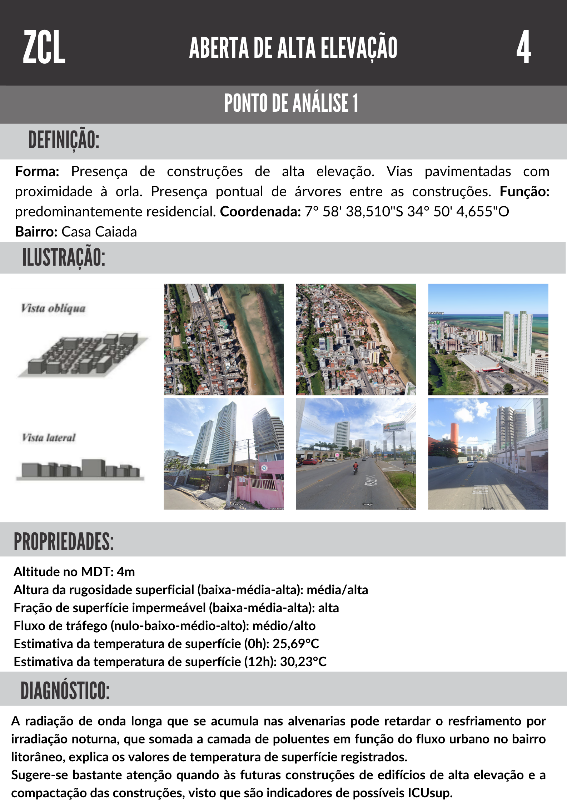 ZCL
ABERTA DE ALTA ELEVAÇÃO
4
PONTO DE ANÁLISE 1
DEFINIÇÃO:
Forma: Presença de construções de alta elevação. Vias pavimentadas com
proximidade à orla. Presença pontual de árvores entre as construções. Função:
predominantemente residencial. Coordenada: 7° 58' 38,510"S 34° 50' 4,655"O
Bairro: Casa Caiada
ILUSTRAÇÃO:
Vista oblíqua
Vista lateral
PROPRIEDADES:
Altitude no MDT: 4m
Altura da rugosidade superficial (baixa-média-alta): média/alta
Fração de superfície impermeável (baixa-média-alta): alta
Fluxo de tráfego (nulo-baixo-médio-alto): médio/alto
Estimativa da temperatura de superfície (0h): 25,69°C
Estimativa da temperatura de superfície (12h): 30,23°C
DIAGNÓSTICO:
A radiação de onda longa que se acumula nas alvenarias pode retardar o resfriamento por
irradiação noturna, que somada a camada de poluentes em função do fluxo urbano no bairro
litorâneo, explica os valores de temperatura de superfície registrados.
Sugere-se bastante atenção quando às futuras construções de edifícios de alta elevação e a
compactação das construções, visto que são indicadores de possíveis ICUsup.